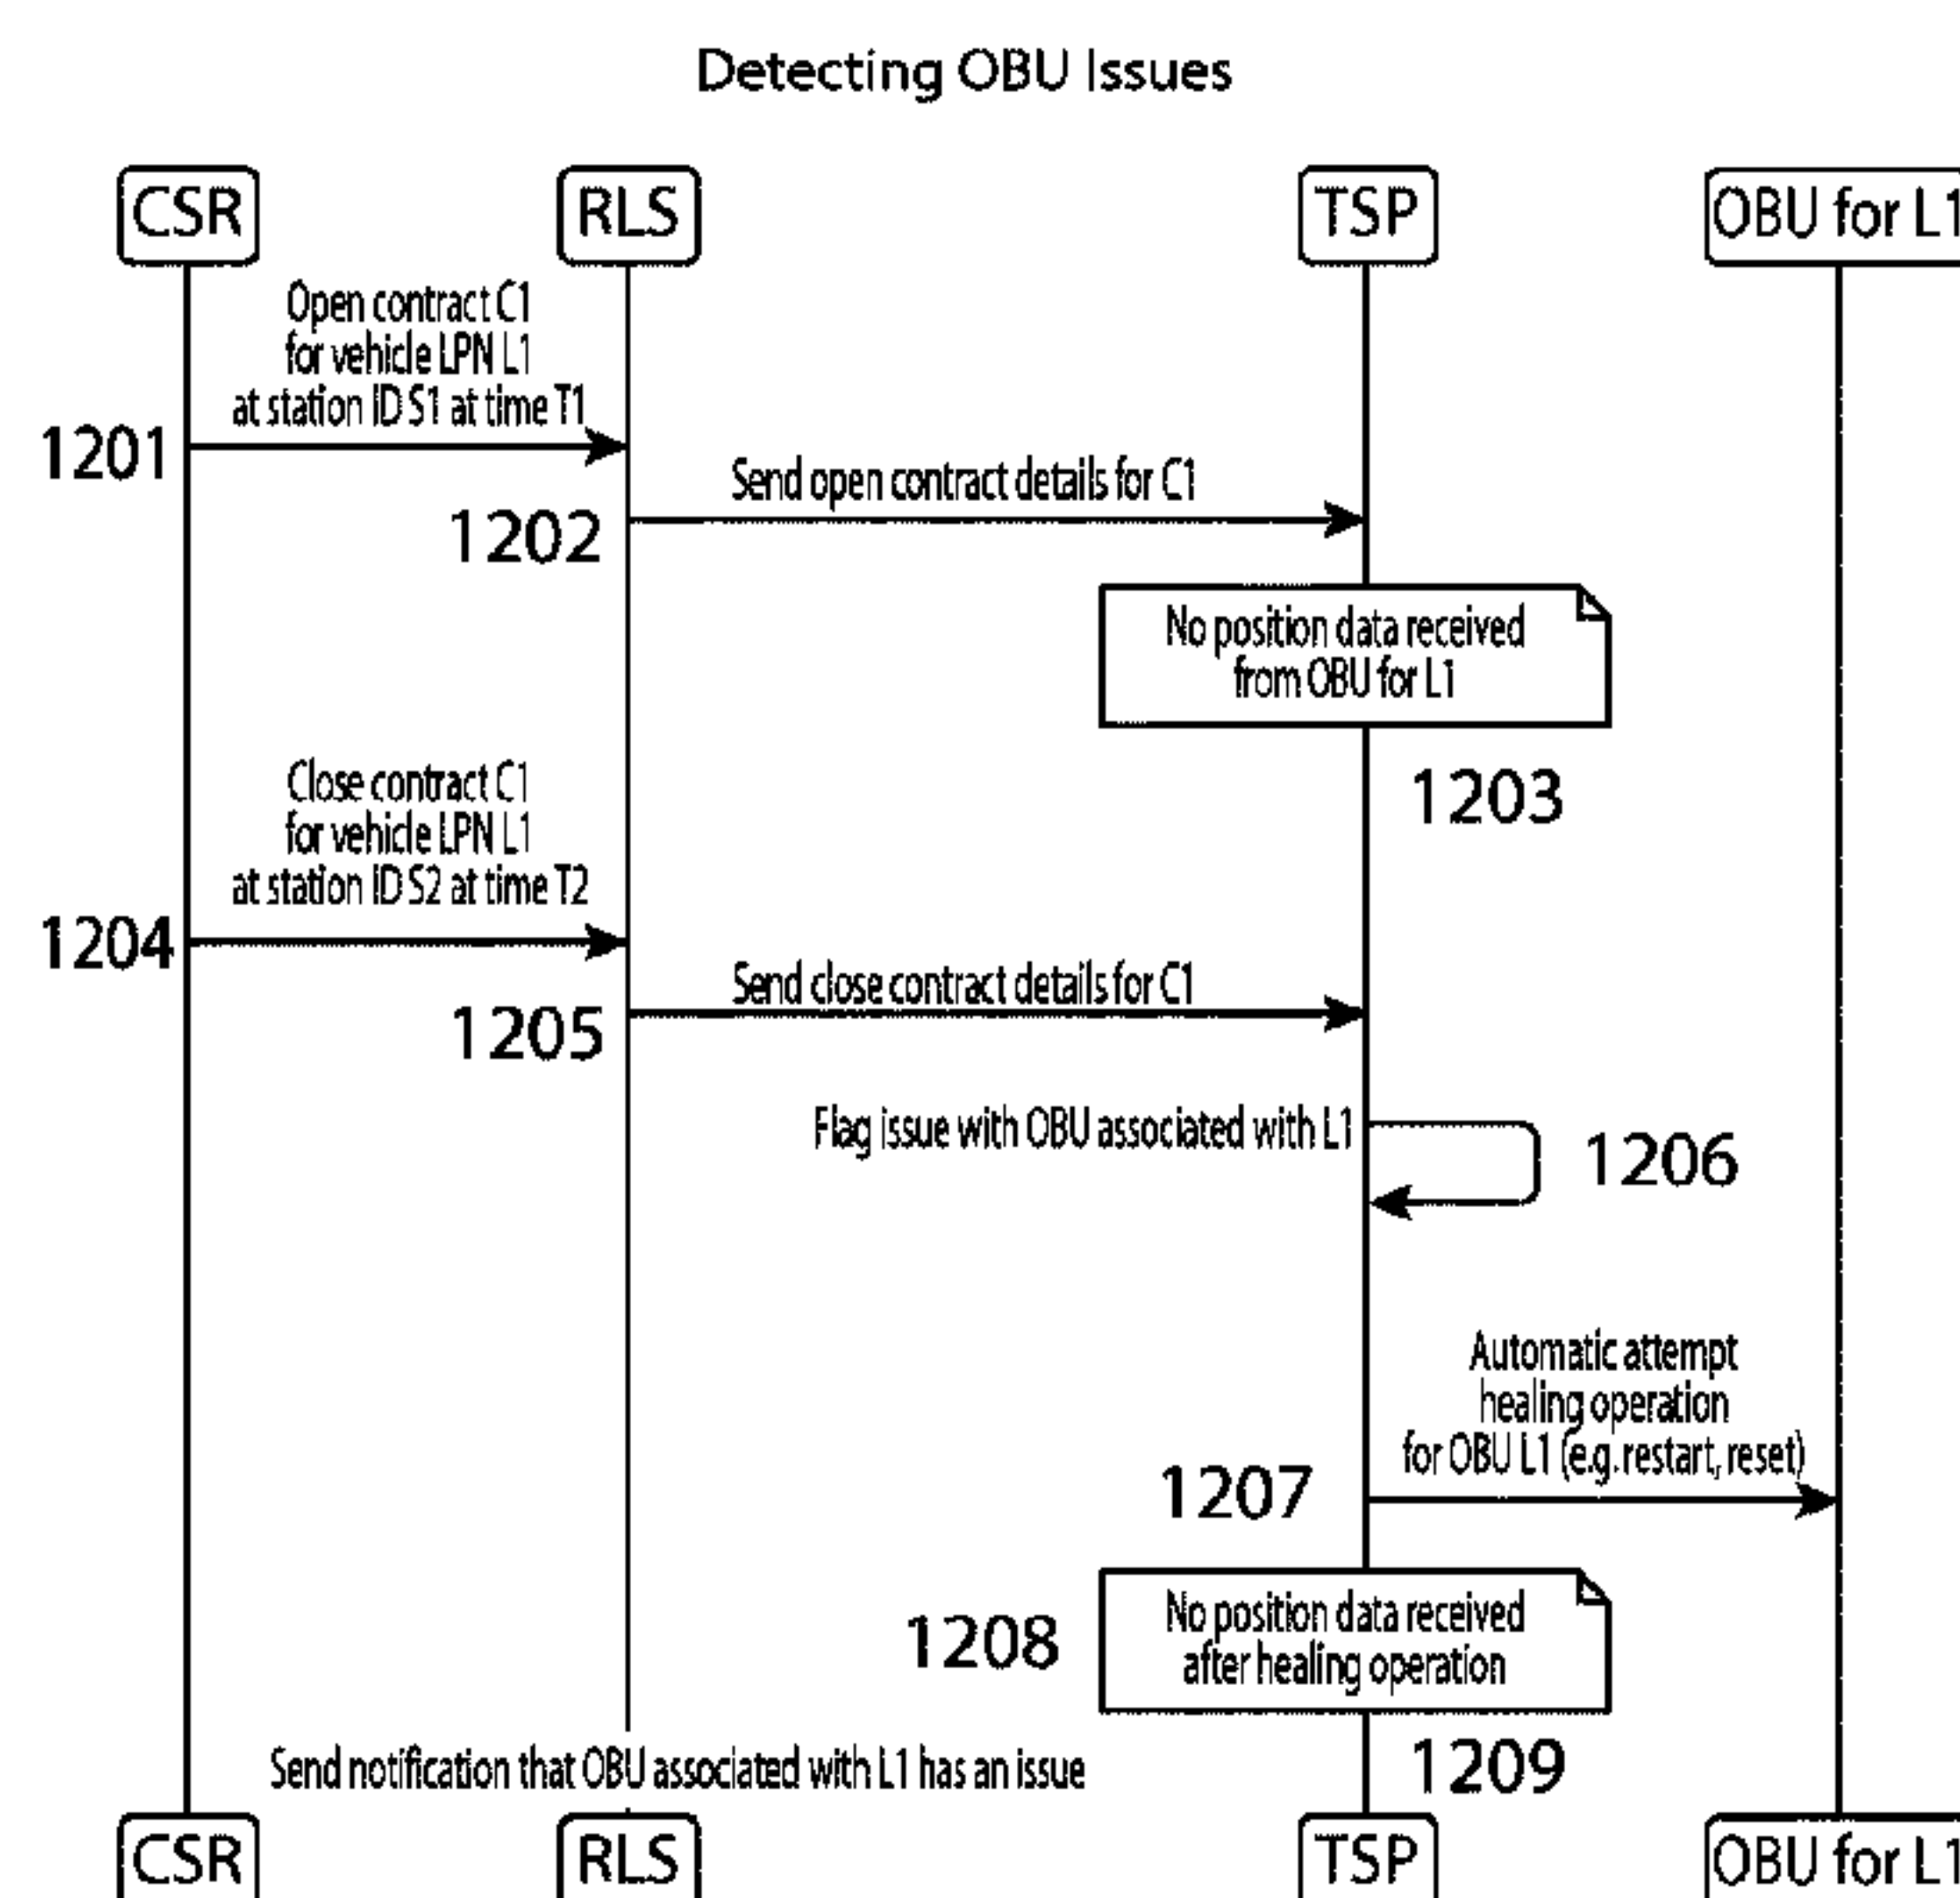 Detecting OBU Issues
CSR
RLS
TSP
OBU for L1
Open contract C1
for vehicle LPN L1
at station ID S1 at time T1
1201
Send open contract details for C1
1202
No position data received
from OBU for L1
1203
Close contract C1
for vehicle LPN L1
at station ID S2 at time T2
1204
Send close contract details for C1
1205
Flag issue with OBU associated with L1
1206
Automatic attempt
healing operation
for OBU L1 (e.g. restart, reset)
1207
1208
No position data received
after healing operation
Send notification that OBU associated with L1 has an issue
1209
CSR
RLS
TSP
OBU for L1